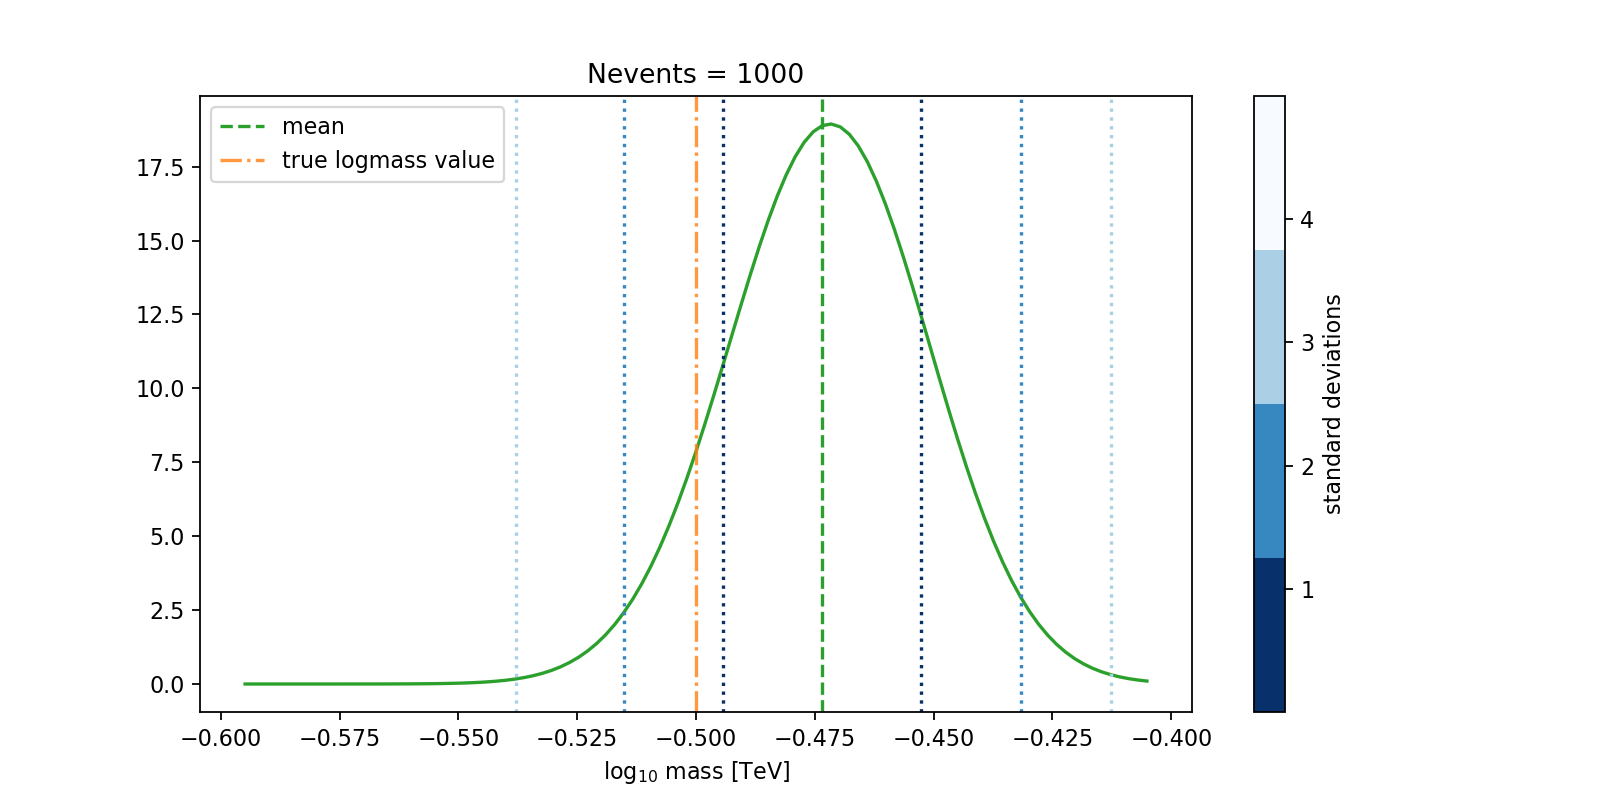 Nevents = 1000
mean
true logmass value
17.5
15.0
12.5
10.0
7.5
5.0
2.5
0.0
−0.600 −0.575 −0.550 −0.525 −0.500 −0.475 −0.450 −0.425 −0.400
log₁₀ mass [TeV]
4
3
2
1
standard deviations